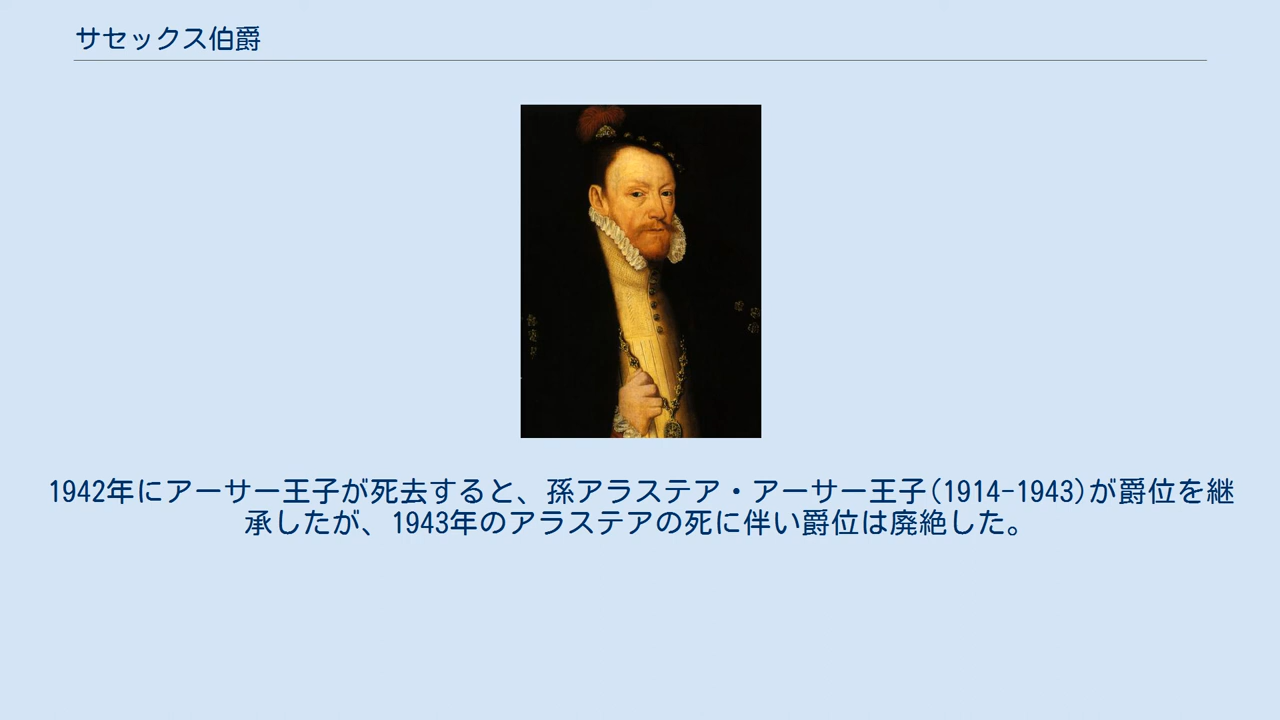 サセックス伯爵
1942年にアーサー王子が死去すると、孫アラステア・アーサー王子(1914-1943)が爵位を継
承したが、1943年のアラステアの死に伴い爵位は廃絶した。